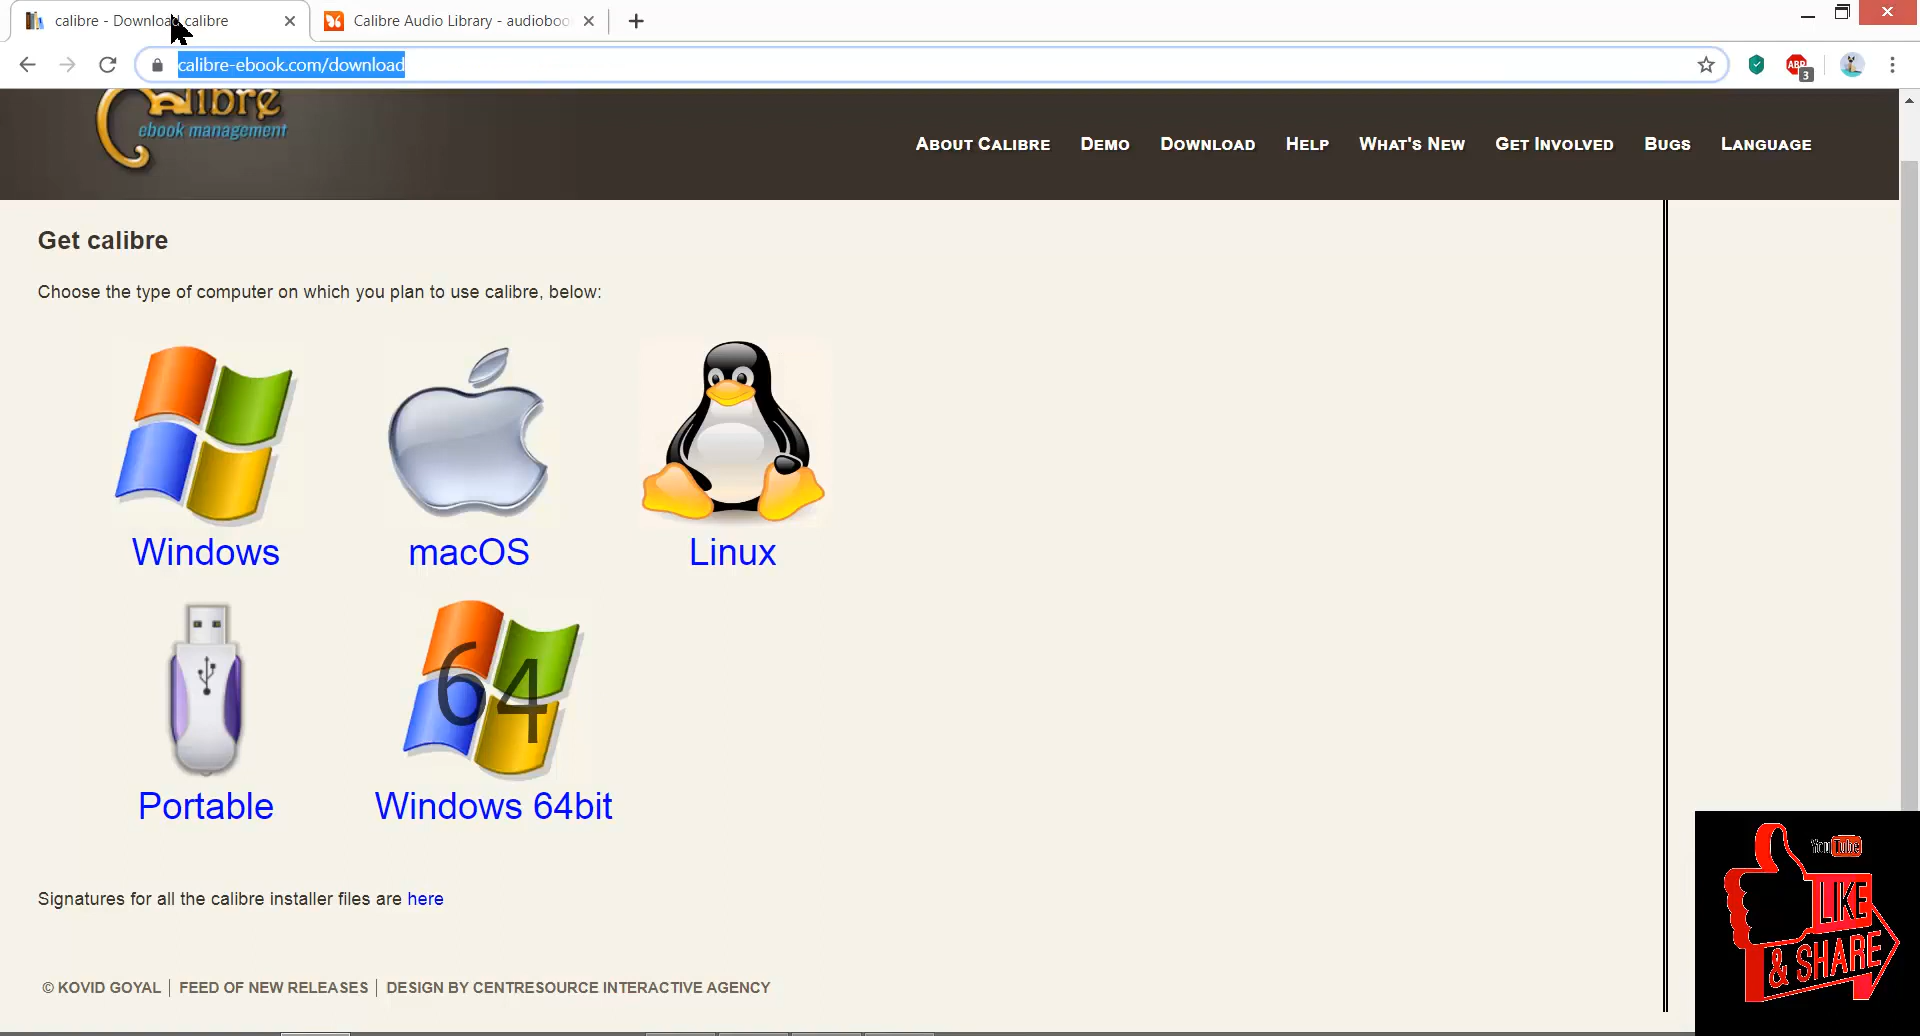 calibre - Download calibre
Calibre Audio Library - audioboo
calibre-ebook.com/download
ABP
3
Calibre
ebook management
About Calibre
Demo
Download
Help
What's New
Get Involved
Bugs
Language
Get calibre
Choose the type of computer on which you plan to use calibre, below:
Windows
macOS
Linux
64
Portable
Windows 64bit
Signatures for all the calibre installer files are here
© KOVID GOYAL | FEED OF NEW RELEASES | DESIGN BY CENTRESOURCE INTERACTIVE AGENCY
YouTube
LIKE
& SHARE